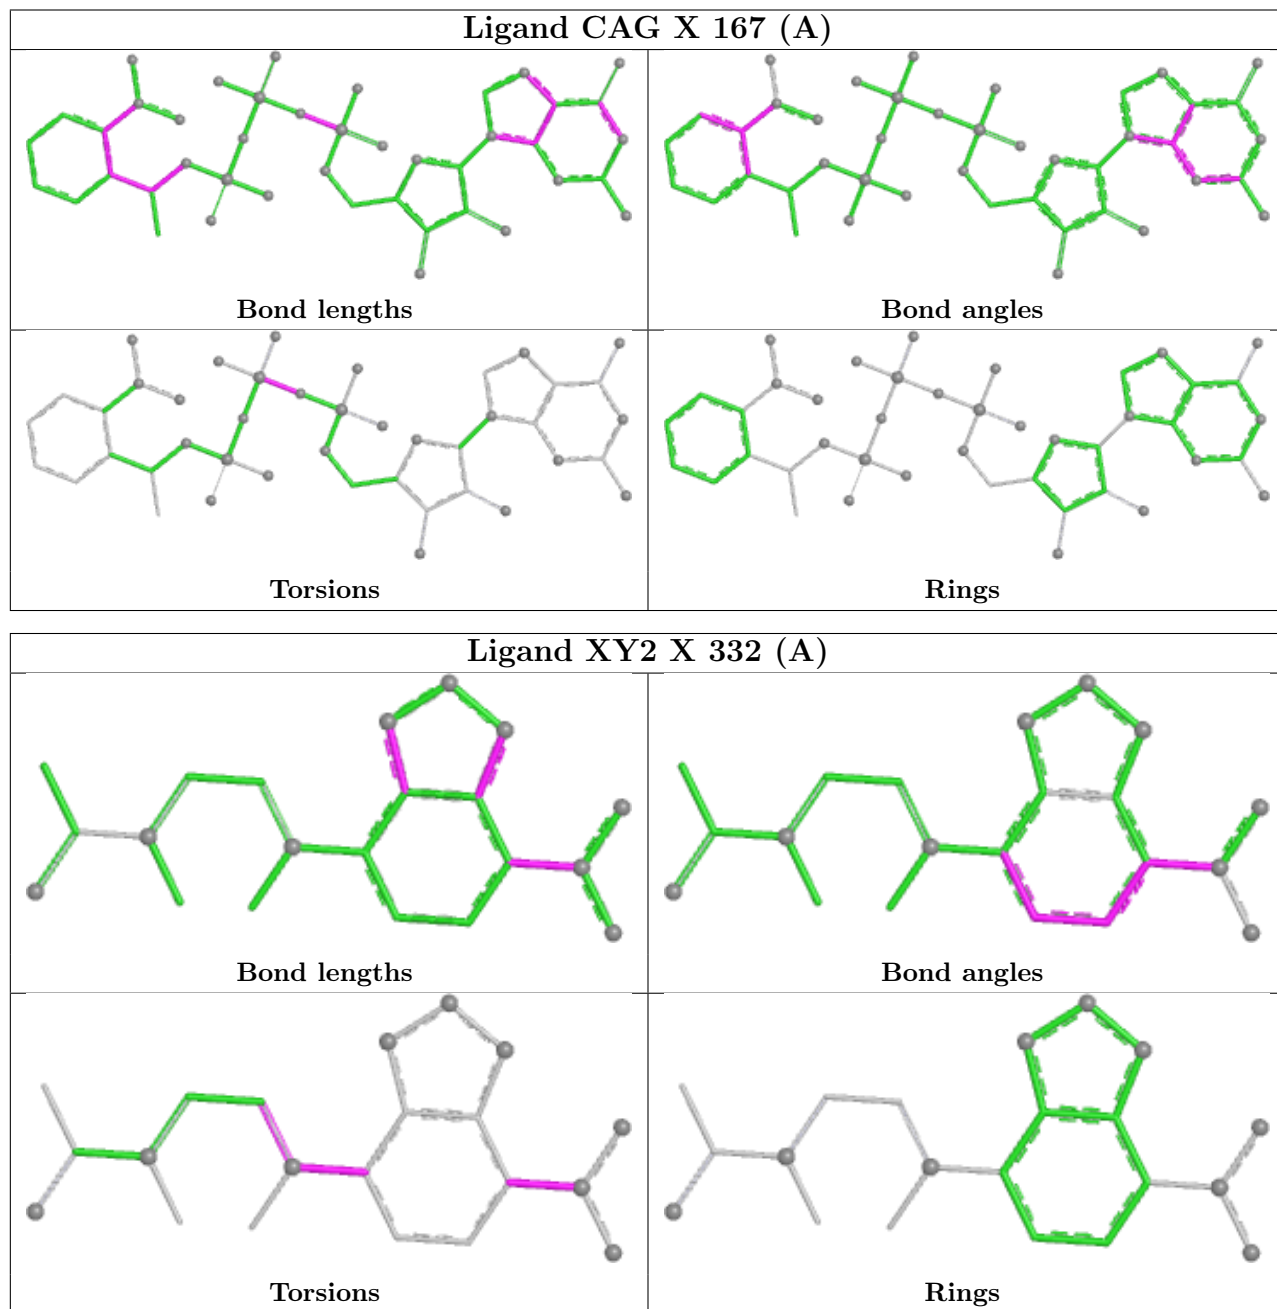 Ligand CAG X 167 (A)
Bond lengths
Bond angles
Torsions
Rings
Ligand XY2 X 332 (A)
Bond lengths
Bond angles
Torsions
Rings